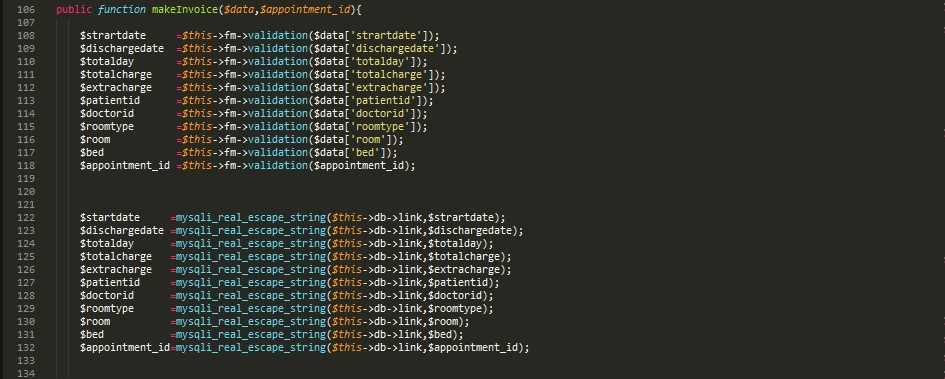 106 public function makeInvoice($data,$appointment_id){
107
108 $strartdate =$this->fm->validation($data['strartdate']);
109 $dischargedate =$this->fm->validation($data['dischargedate']);
110 $totalday =$this->fm->validation($data['totalday']);
111 $totalcharge =$this->fm->validation($data['totalcharge']);
112 $extracharge =$this->fm->validation($data['extracharge']);
113 $patientid =$this->fm->validation($data['patientid']);
114 $doctorid =$this->fm->validation($data['doctorid']);
115 $roomtype =$this->fm->validation($data['roomtype']);
116 $room =$this->fm->validation($data['room']);
117 $bed =$this->fm->validation($data['bed']);
118 $appointment_id =$this->fm->validation($appointment_id);
119
120
121
122 $startdate =mysqli_real_escape_string($this->db->link,$strartdate);
123 $dischargedate =mysqli_real_escape_string($this->db->link,$dischargedate);
124 $totalday =mysqli_real_escape_string($this->db->link,$totalday);
125 $totalcharge =mysqli_real_escape_string($this->db->link,$totalcharge);
126 $extracharge =mysqli_real_escape_string($this->db->link,$extracharge);
127 $patientid =mysqli_real_escape_string($this->db->link,$patientid);
128 $doctorid =mysqli_real_escape_string($this->db->link,$doctorid);
129 $roomtype =mysqli_real_escape_string($this->db->link,$roomtype);
130 $room =mysqli_real_escape_string($this->db->link,$room);
131 $bed =mysqli_real_escape_string($this->db->link,$bed);
132 $appointment_id=mysqli_real_escape_string($this->db->link,$appointment_id);
133
134